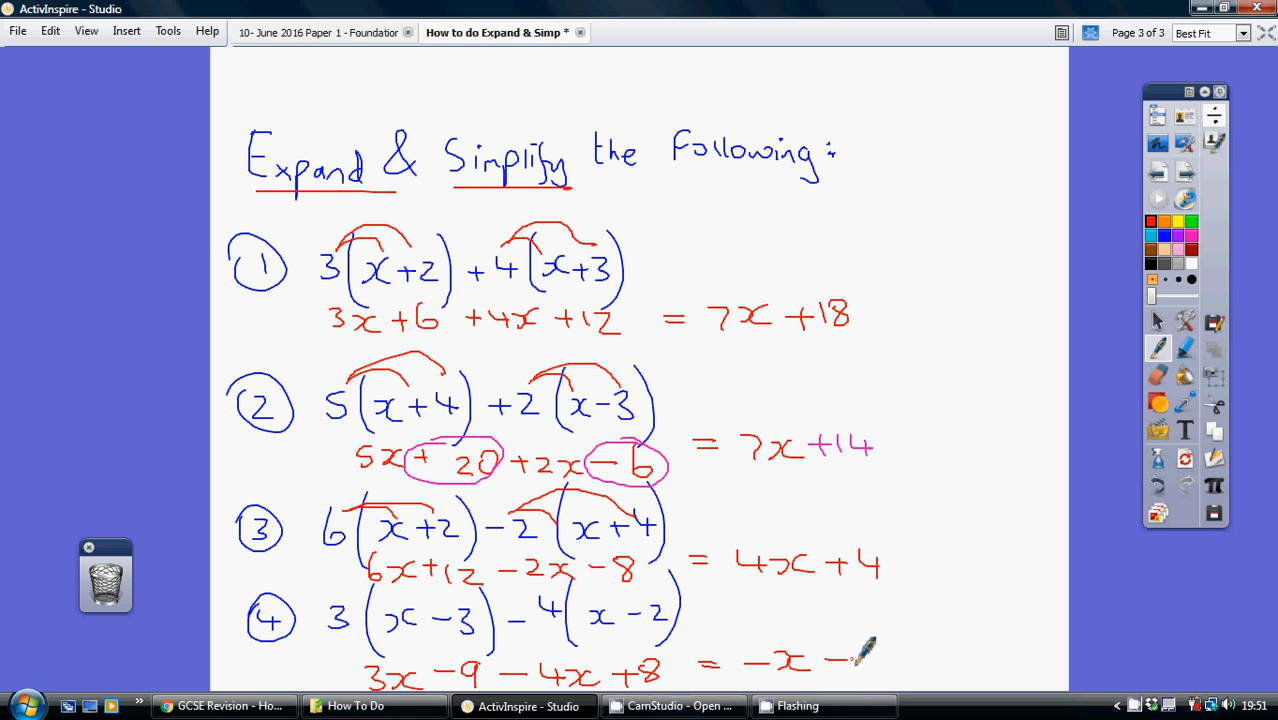 ActivInspire - Studio
File Edit View Insert Tools Help
10- June 2016 Paper 1 - Foundatior
How to do Expand & Simp *
Page 3 of 3
Best Fit
Expand & Simplify the Following:
1 3(x+2) +4(x+3)
3x+6 +4x+12 = 7x+18
2 5(x+4) +2(x-3)
5x+ 20 +2x - 6 = 7x +14
3 6(x+2) -2(x+4)
6x+12 -2x -8 = 4x+4
4 3(x-3) -4(x-2)
3x-9 -4x +8 = -x -
GCSE Revision - Ho...
How To Do
ActivInspire - Studio
CamStudio - Open ...
Flashing
19:51